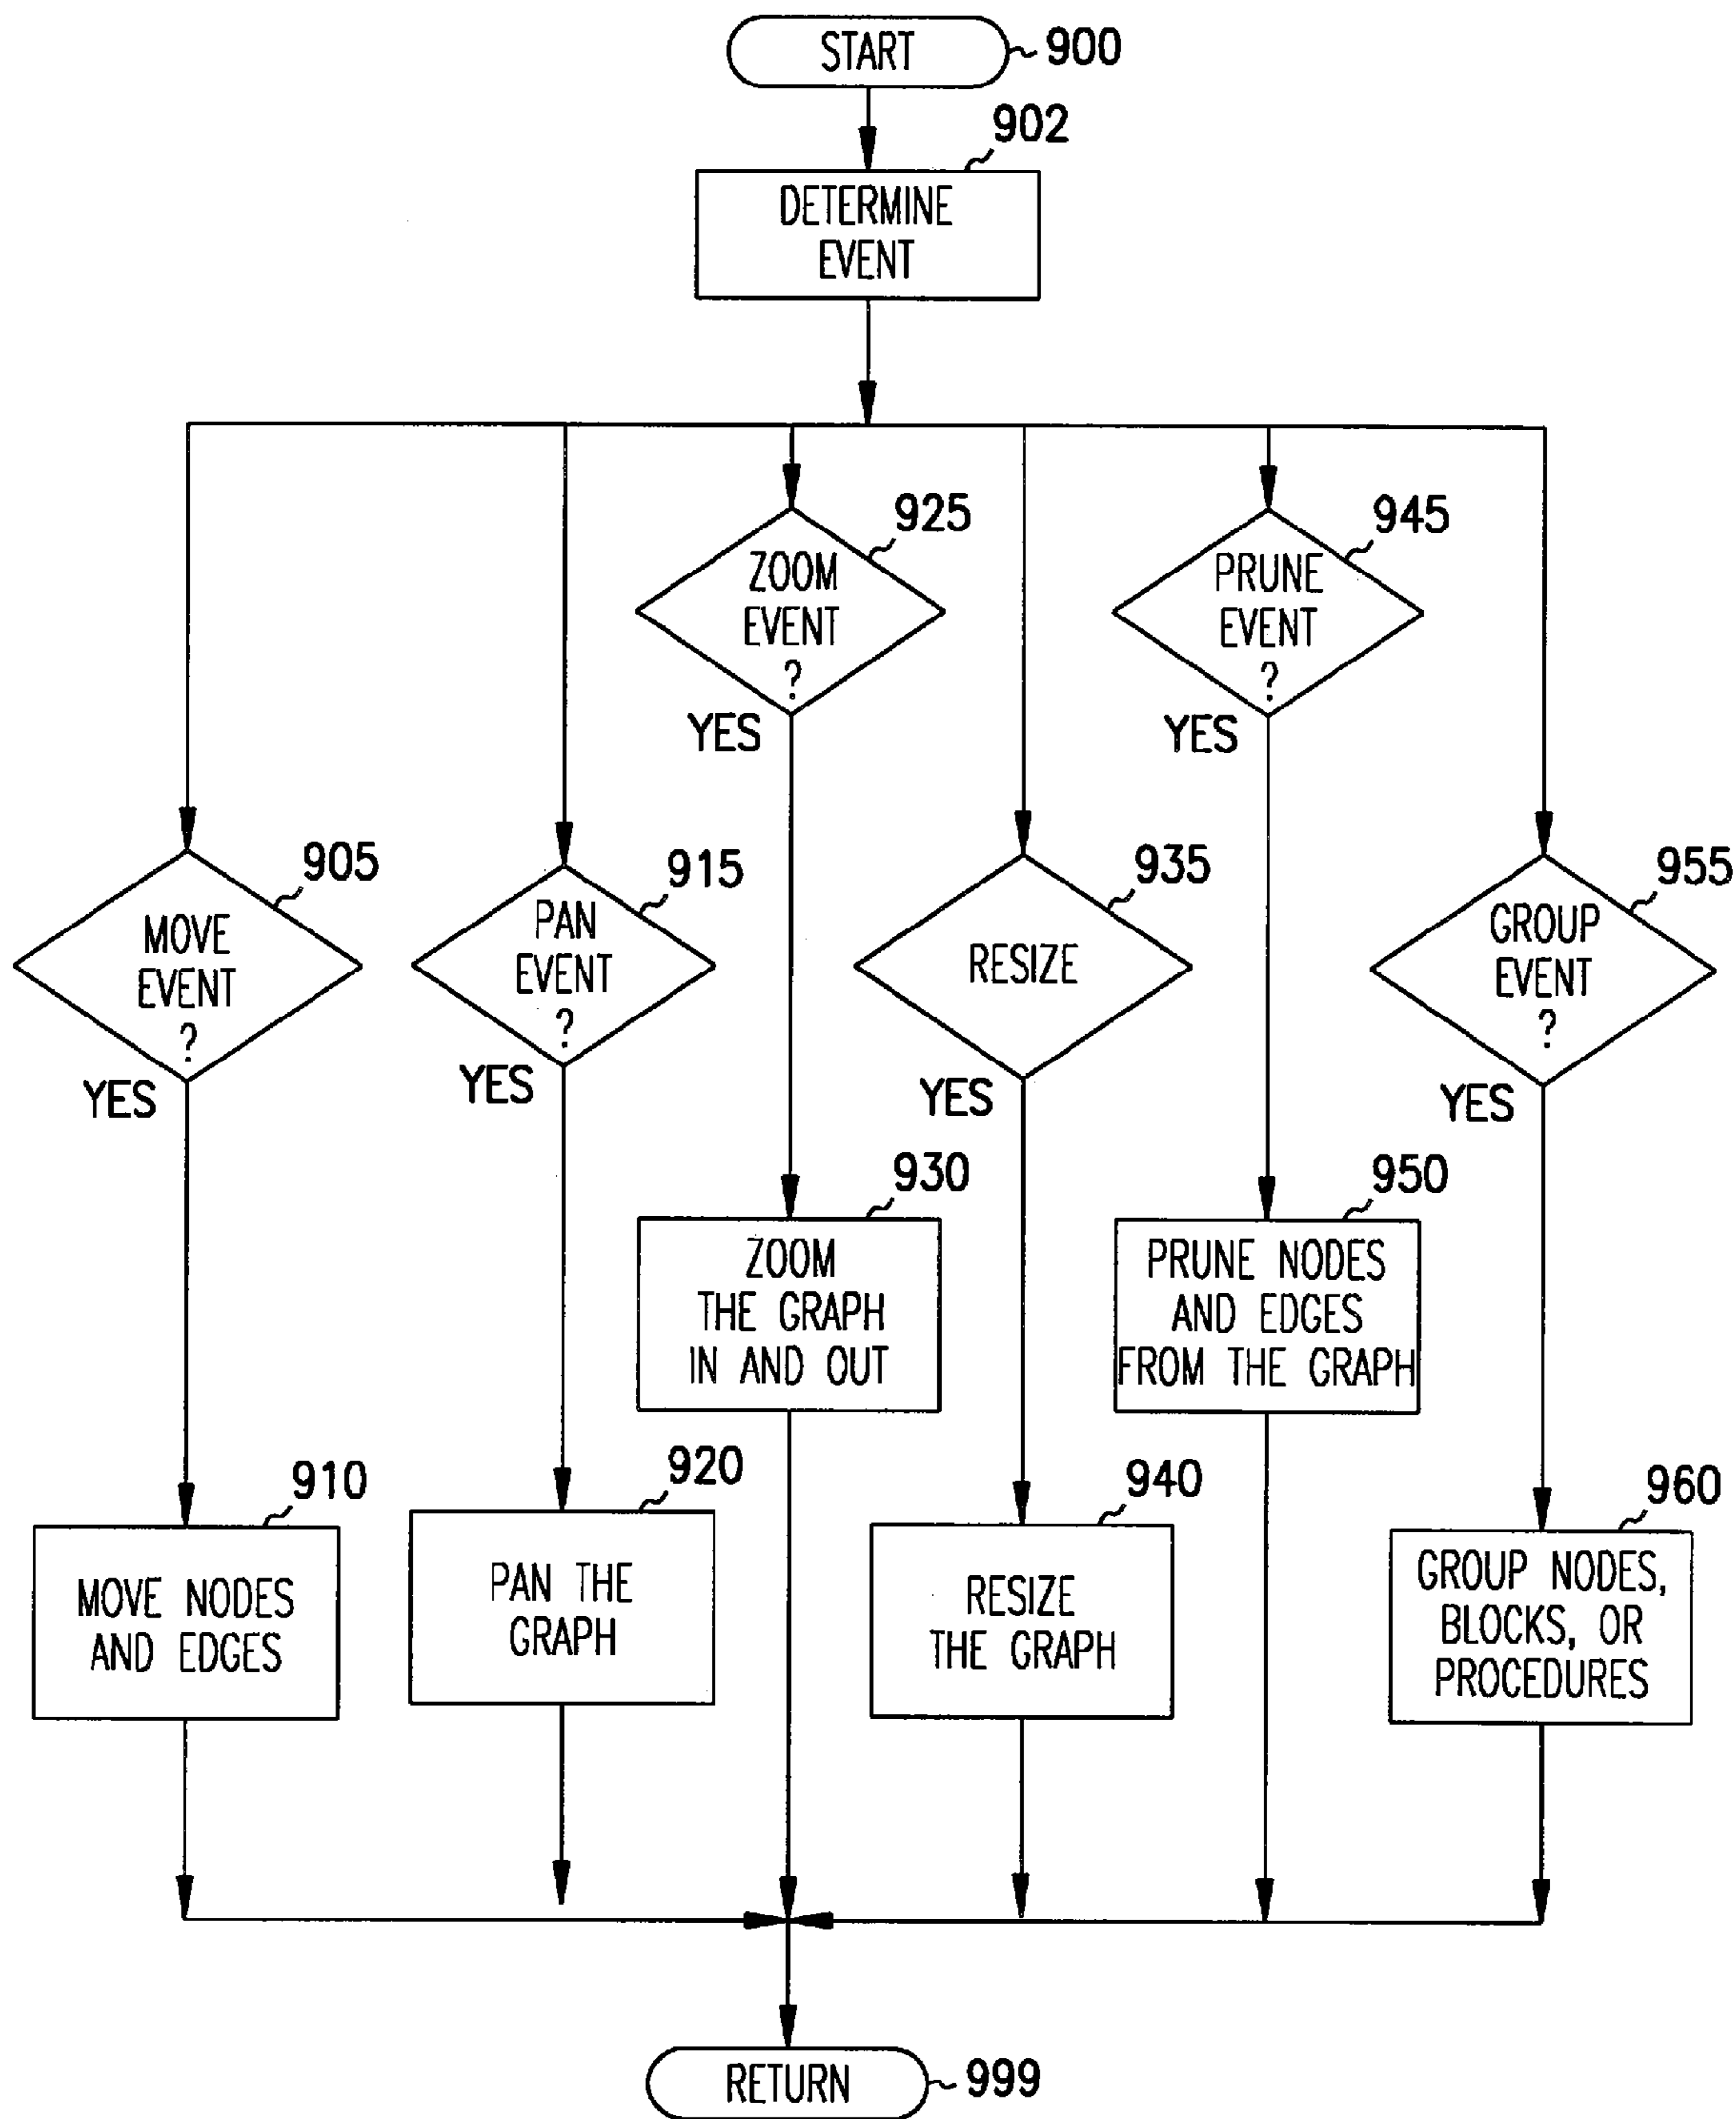 START
900
902
DETERMINE
EVENT
925
ZOOM
EVENT
?
YES
945
PRUNE
EVENT
?
YES
905
MOVE
EVENT
?
YES
915
PAN
EVENT
?
YES
935
RESIZE
YES
955
GROUP
EVENT
?
YES
930
ZOOM
THE GRAPH
IN AND OUT
950
PRUNE NODES
AND EDGES
FROM THE GRAPH
910
MOVE NODES
AND EDGES
920
PAN THE
GRAPH
940
RESIZE
THE GRAPH
960
GROUP NODES,
BLOCKS, OR
PROCEDURES
RETURN
999